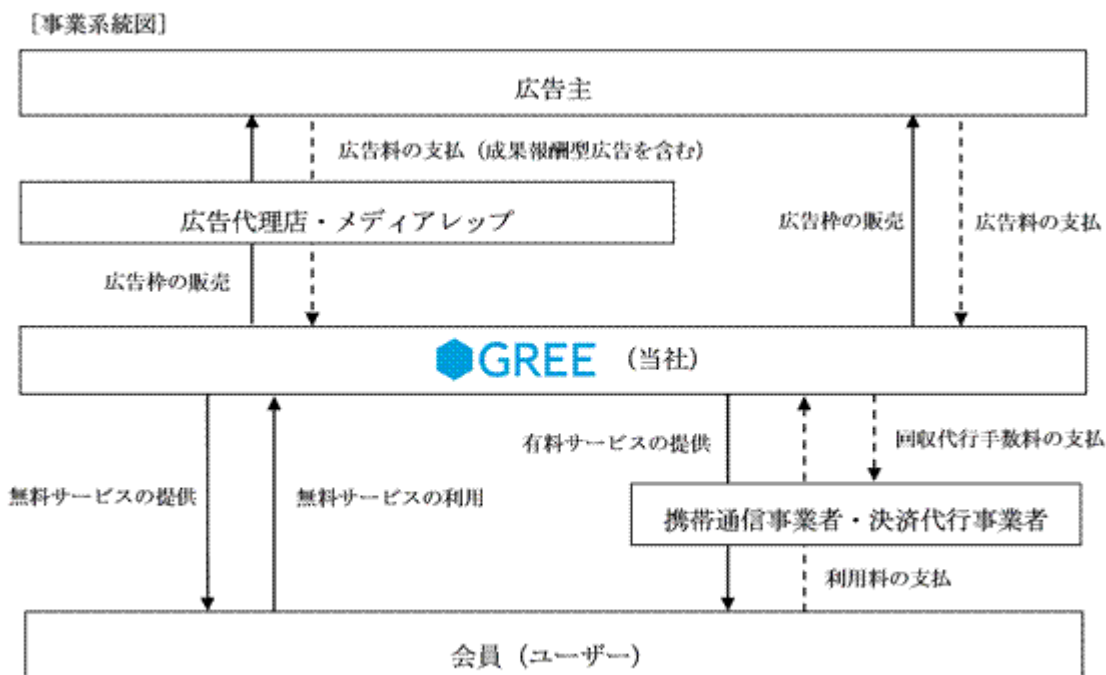 [事業系統図]
広告主
広告料の支払（成果報酬型広告を含む）
広告代理店・メディアレップ
広告枠の販売
広告料の支払
広告枠の販売
GREE （当社）
有料サービスの提供
回収代行手数料の支払
無料サービスの提供
無料サービスの利用
携帯通信事業者・決済代行事業者
利用料の支払
会員（ユーザー）